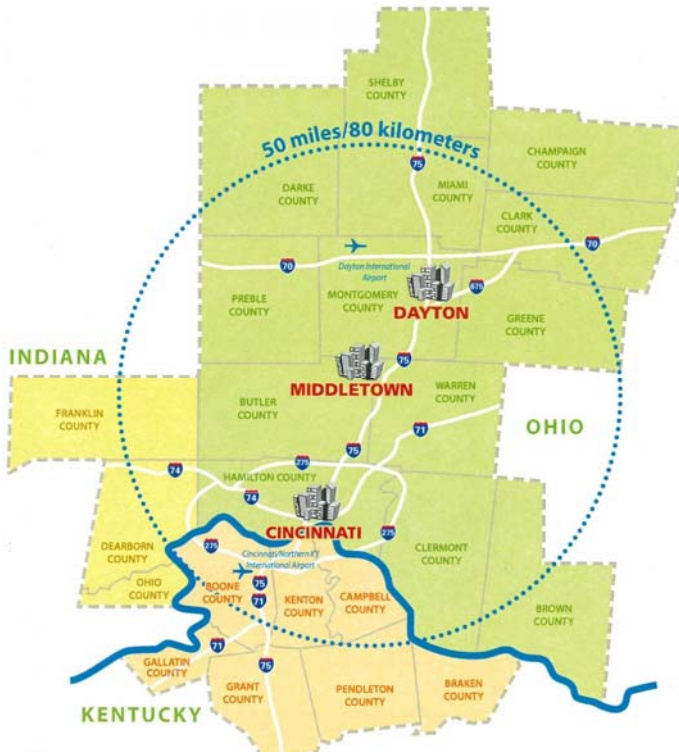 SHELBY
COUNTY
50 miles/80 kilometers
CHAMPAIGN
COUNTY
75
DARKE
COUNTY
MIAMI
COUNTY
CLARK
COUNTY
70
70
Dayton International
Airport
675
PREBLE
COUNTY
MONTGOMERY
COUNTY
DAYTON
GREENE
COUNTY
INDIANA
75
MIDDLETOWN
FRANKLIN
COUNTY
BUTLER
COUNTY
WARREN
COUNTY
71
OHIO
75
275
74
HAMILTON COUNTY
74
CINCINNATI
275
275
DEARBORN
COUNTY
Cincinnati/Northern KY
International Airport
CLERMONT
COUNTY
OHIO
COUNTY
BOONE
COUNTY
75
71
KENTON
COUNTY
CAMPBELL
COUNTY
BROWN
COUNTY
71
GALLATIN
COUNTY
75
GRANT
COUNTY
PENDLETON
COUNTY
BRAKEN
COUNTY
KENTUCKY